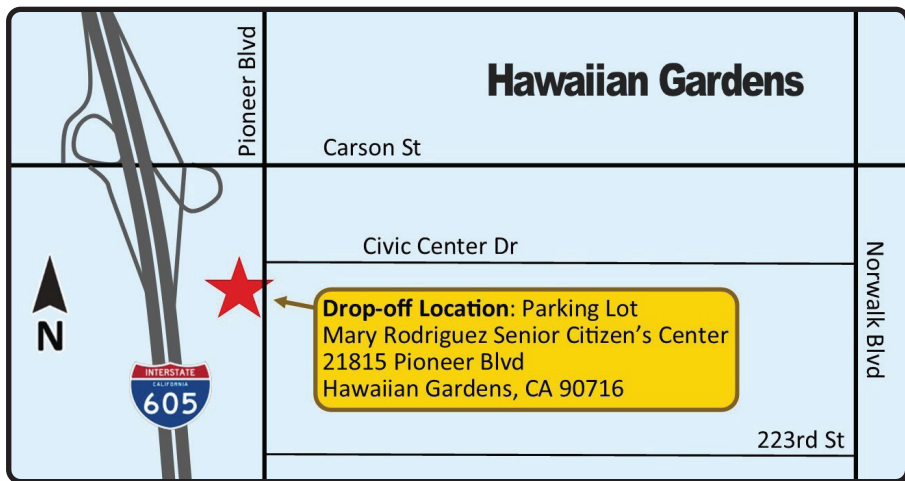 Hawaiian Gardens
Pioneer Blvd
Carson St
Civic Center Dr
Norwalk Blvd
N
Drop-off Location: Parking Lot
Mary Rodriguez Senior Citizen's Center
21815 Pioneer Blvd
Hawaiian Gardens, CA 90716
INTERSTATE
CALIFORNIA
605
223rd St